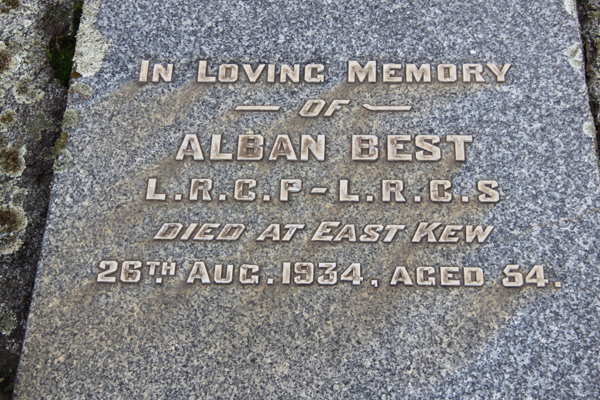 In Loving Memory
— OF —
ALBAN BEST
L.R.C.P-L.R.C.S
DIED AT EAST KEW
26TH AUG. 1934, AGED 54.